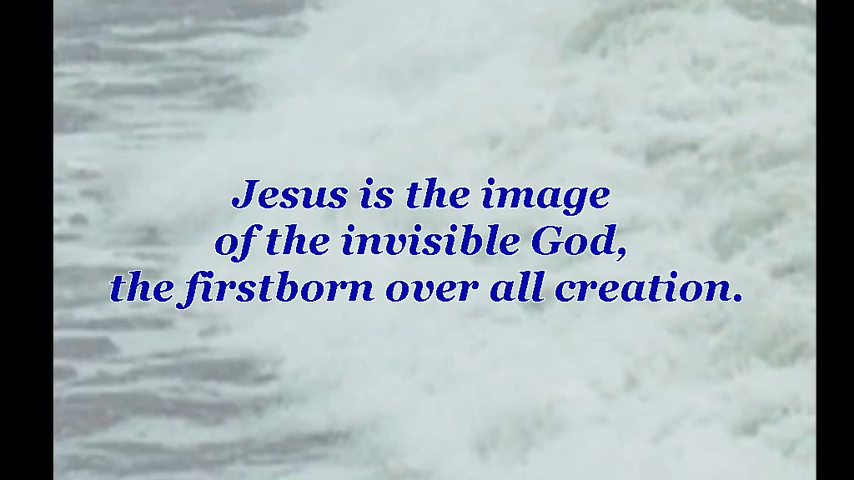 Jesus is the image
of the invisible God,
the firstborn over all creation.